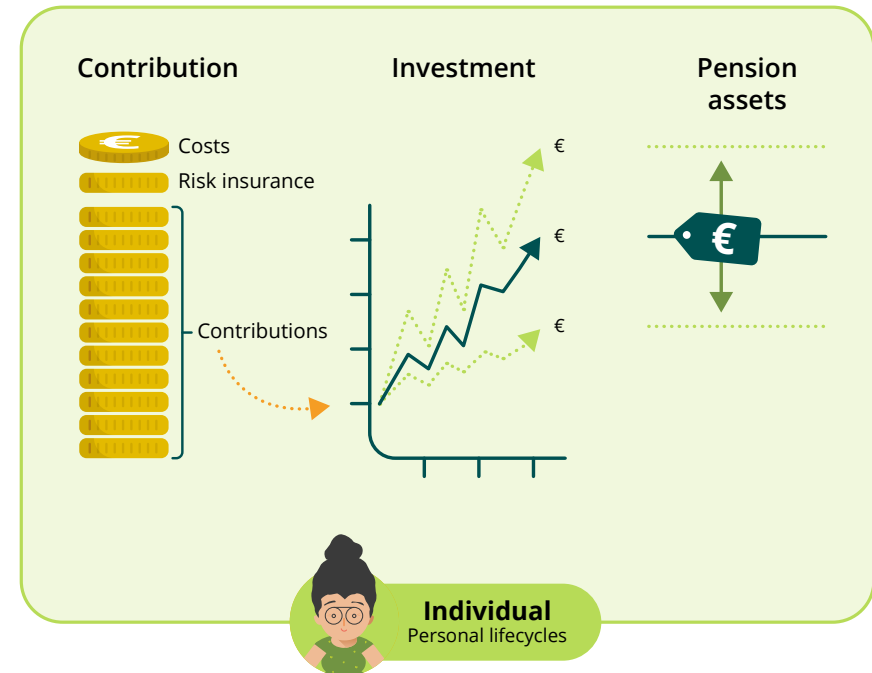 Contribution
Investment
Pension
assets
€
Costs
Risk insurance
Contributions
€
€
€
€
Individual
Personal lifecycles